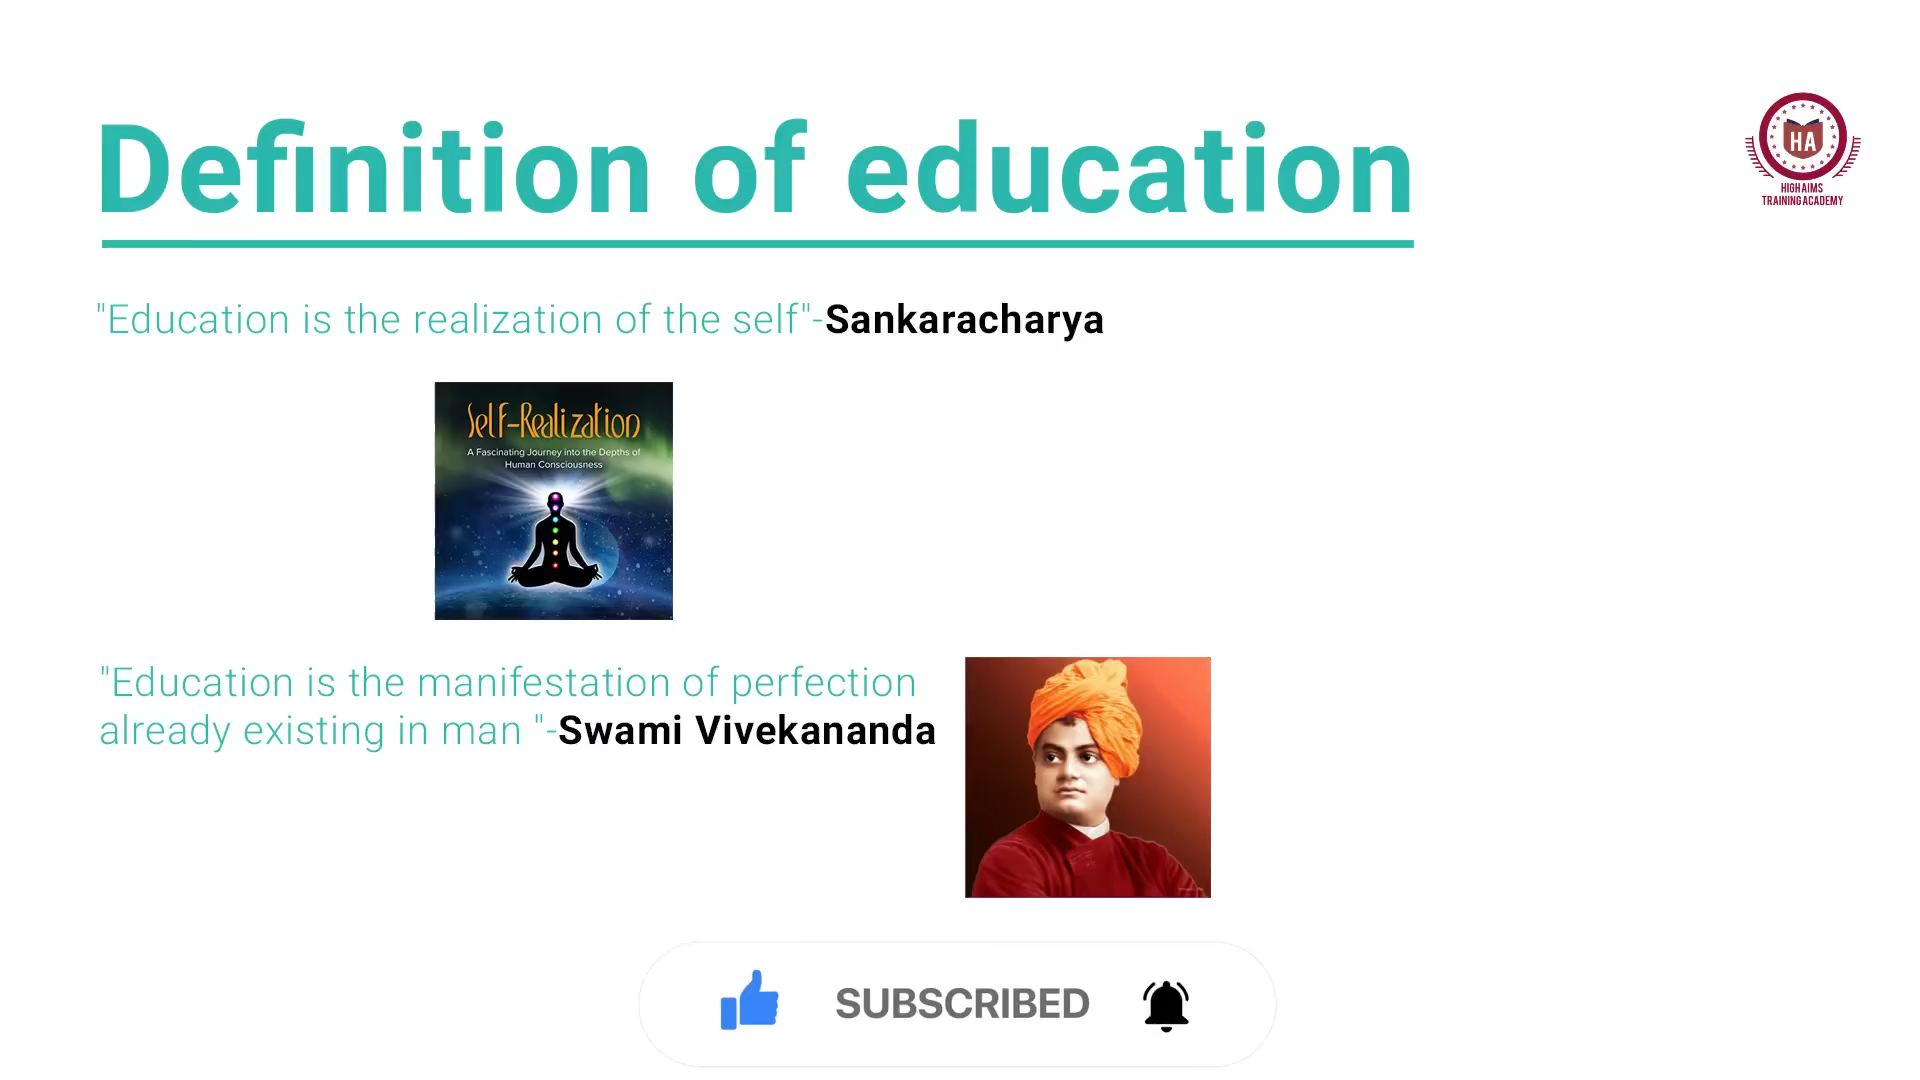 Definition of education
HA
HIGH AIMS
TRAINING ACADEMY
"Education is the realization of the self"-Sankaracharya
Self-Realization
A Fascinating Journey into the Depths of
Human Consciousness
"Education is the manifestation of perfection
already existing in man "-Swami Vivekananda
SUBSCRIBED